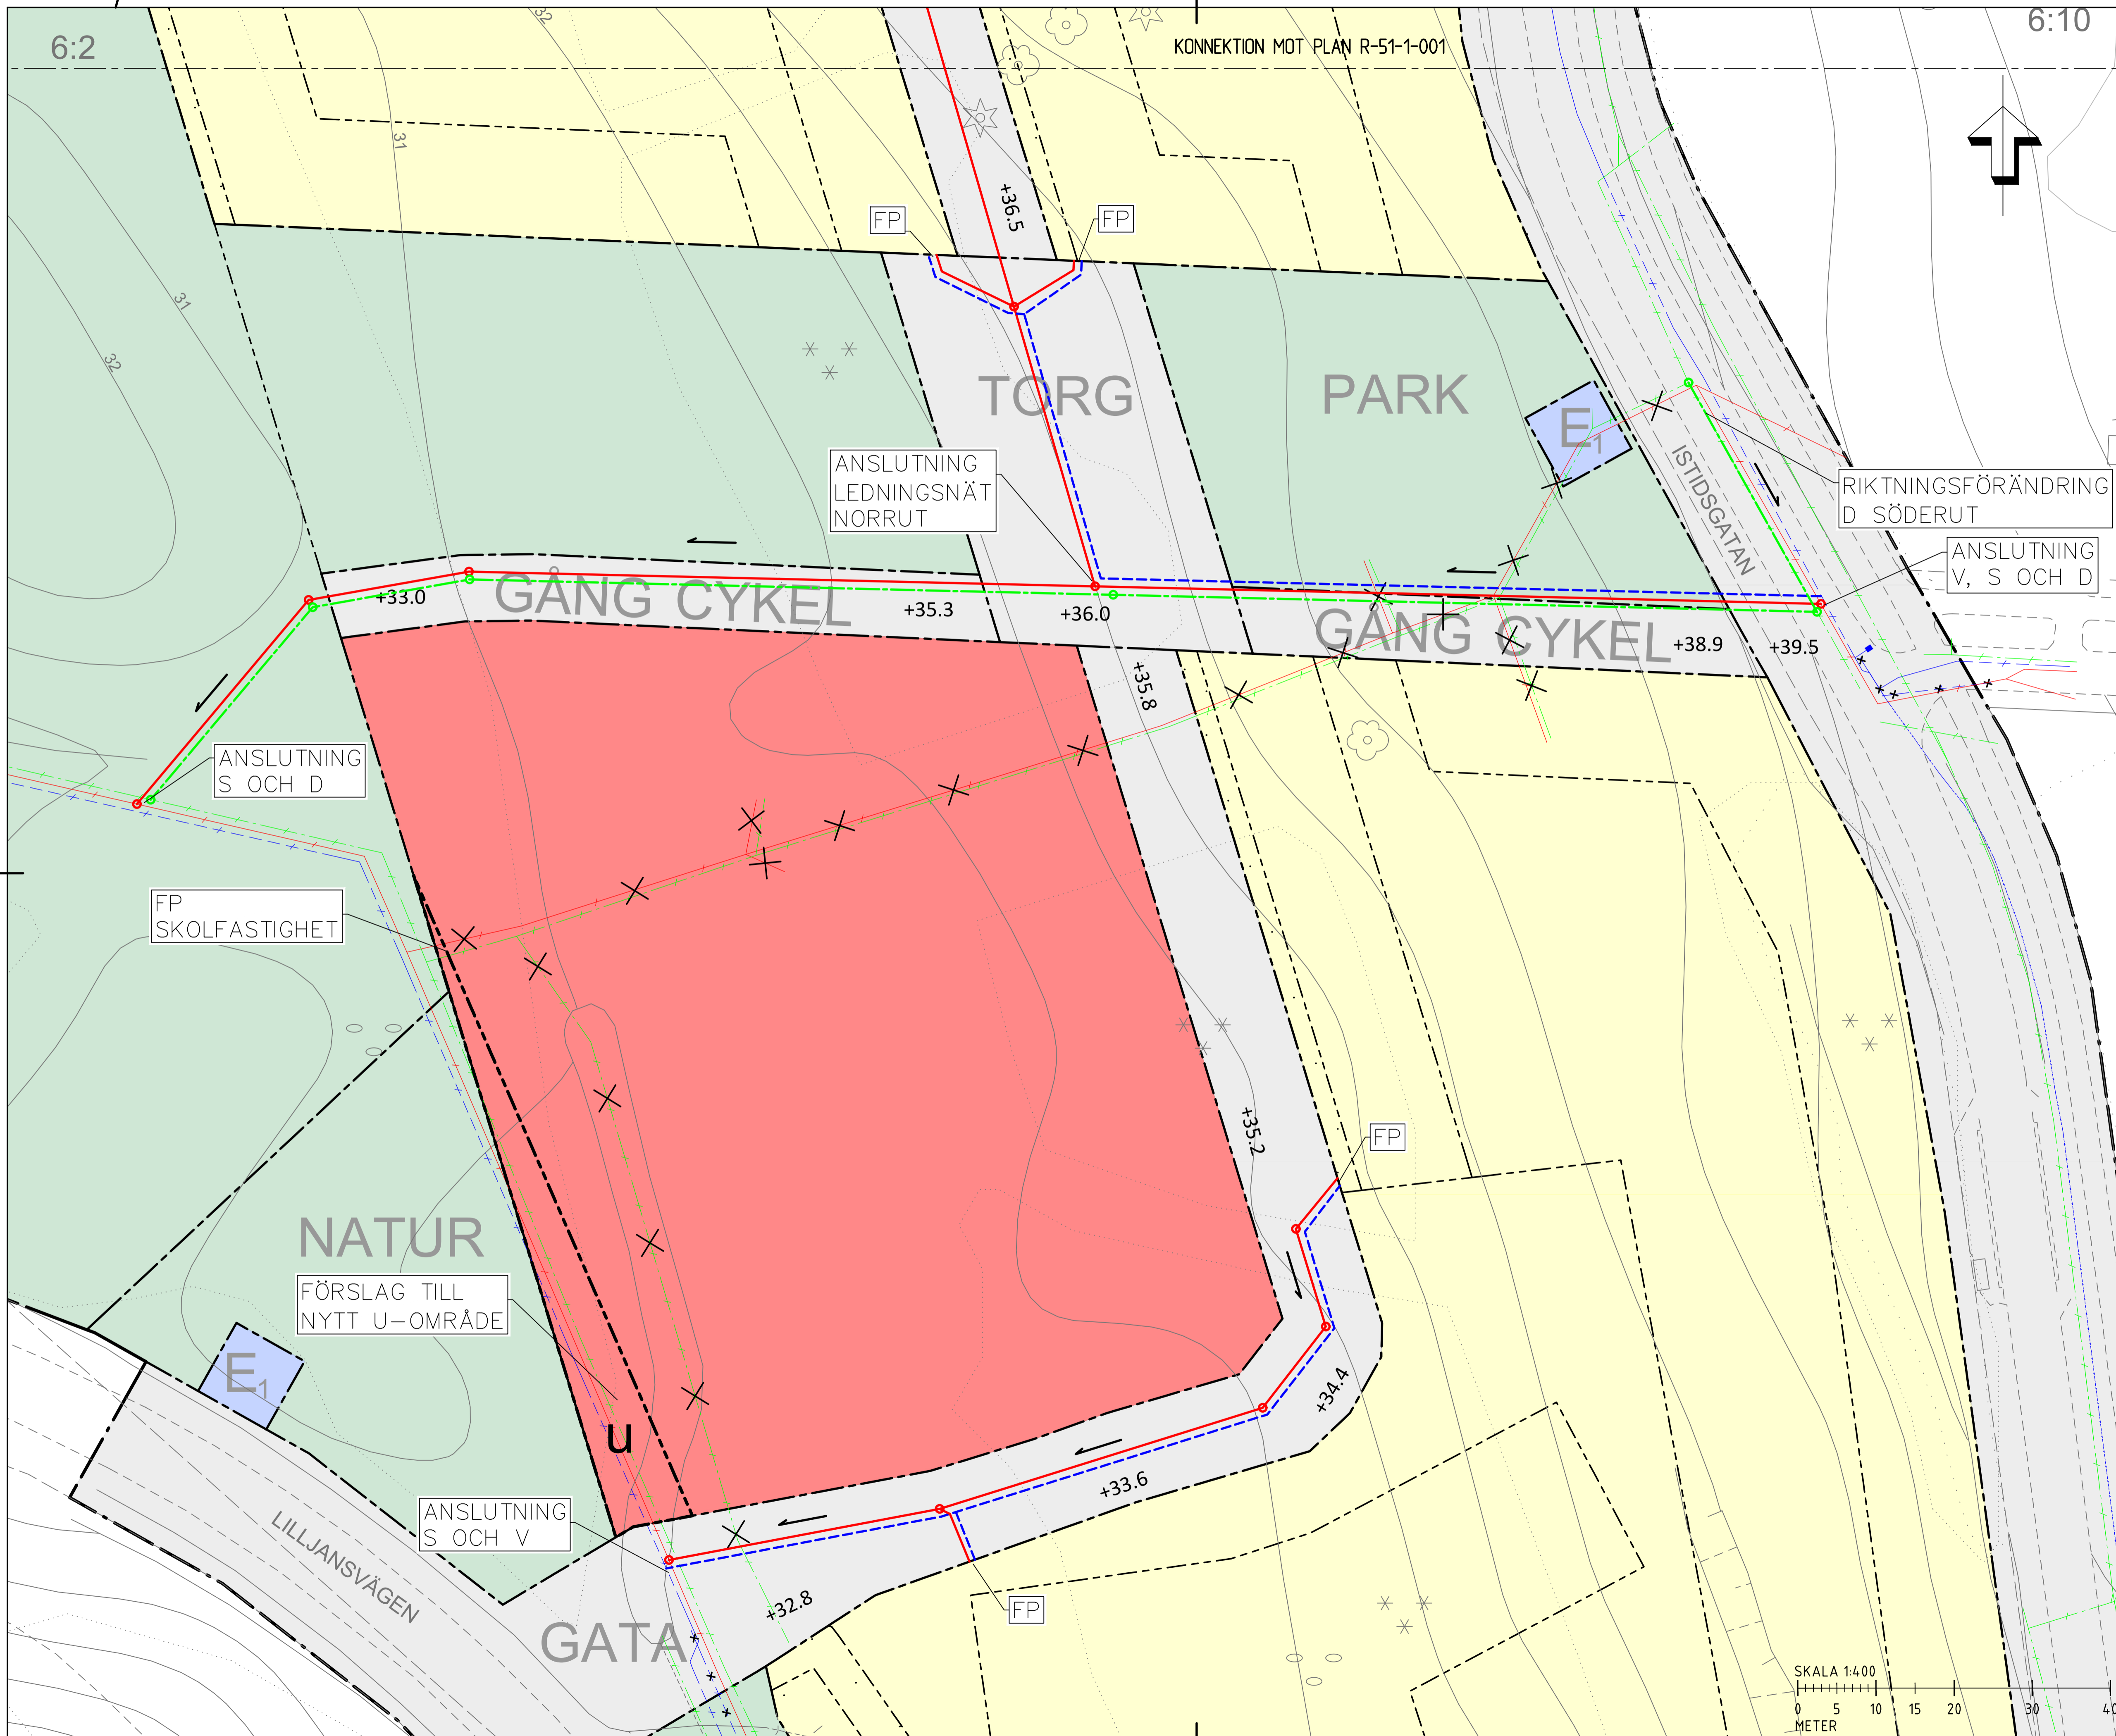 6:2
6:10
KONNEKTION MOT PLAN R-51-1-001
32
31
31
32
+36.5
FP
FP
TORG
PARK
E1
ISTIDSGATAN
ANSLUTNING
LEDNINGSNÄT
NORRUT
RIKTNINGSFÖRÄNDRING
D SÖDERUT
ANSLUTNING
V, S OCH D
+33.0
GÅNG CYKEL
+35.3
+36.0
GÅNG CYKEL
+38.9
+39.5
+35.8
ANSLUTNING
S OCH D
FP
SKOLFASTIGHET
+35.2
FP
NATUR
FÖRSLAG TILL
NYTT U-OMRÅDE
E1
u
+34.4
+33.6
ANSLUTNING
S OCH V
LILLJANSVÄGEN
+32.8
FP
GATA
SKALA 1:400
0 5 10 15 20 30 40
METER